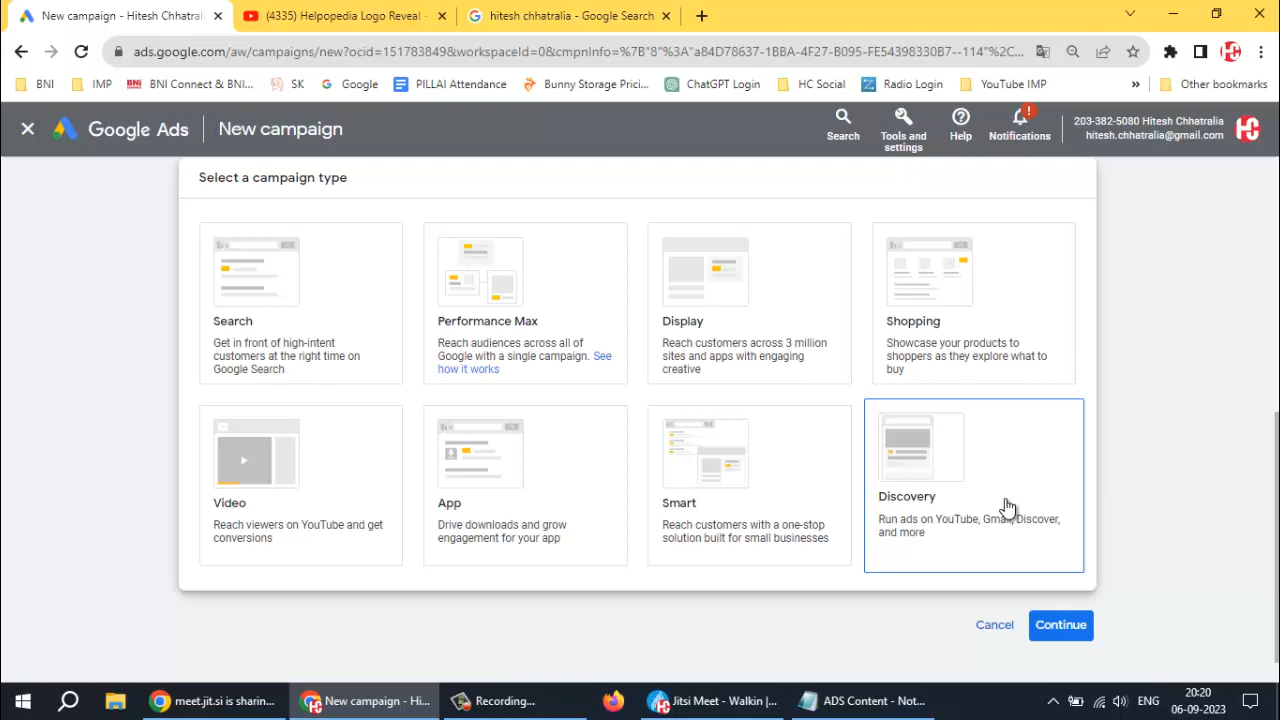 New campaign - Hitesh Chhatrali
(4335) Helpopedia Logo Reveal -
hitesh chhatralia - Google Search
ads.google.com/aw/campaigns/new?ocid=151783849&workspaceId=0&cmpnInfo=%7B"8"%3A"a84D78637-1BBA-4F27-B095-FE54398330B7--114"%2C...
BNI
IMP
BNI Connect & BNI...
SK
Google
PILLAI Attendance
Bunny Storage Prici...
ChatGPT Login
HC Social
Radio Login
YouTube IMP
»
Other bookmarks
Google Ads
New campaign
Search
Tools and
settings
Help
Notifications
203-382-5080 Hitesh Chhatralia
hitesh.chhatralia@gmail.com
Select a campaign type
Search
Get in front of high-intent
customers at the right time on
Google Search
Performance Max
Reach audiences across all of
Google with a single campaign. See
how it works
Display
Reach customers across 3 million
sites and apps with engaging
creative
Shopping
Showcase your products to
shoppers as they explore what to
buy
Video
Reach viewers on YouTube and get
conversions
App
Drive downloads and grow
engagement for your app
Smart
Reach customers with a one-stop
solution built for small businesses
Discovery
Run ads on YouTube, Gmail, Discover,
and more
Cancel
Continue
meet.jit.si is sharin...
New campaign - Hi...
Recording...
Jitsi Meet - Walkin |...
ADS Content - Not...
ENG
20:20
06-09-2023